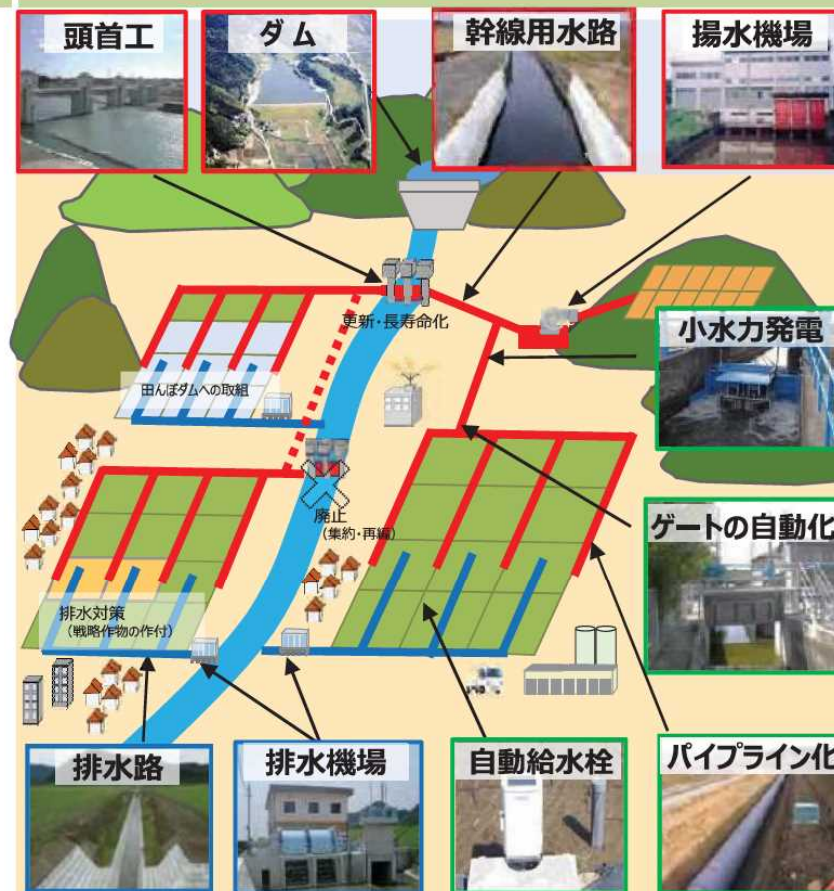 頭首工
ダム
幹線用水路
揚水機場
更新・長寿命化
小水力発電
田んぼダムへの取組
廃止
(集約・再編)
ゲートの自動化
排水対策
(戦略作物の作付)
排水路
排水機場
自動給水栓
パイプライン化